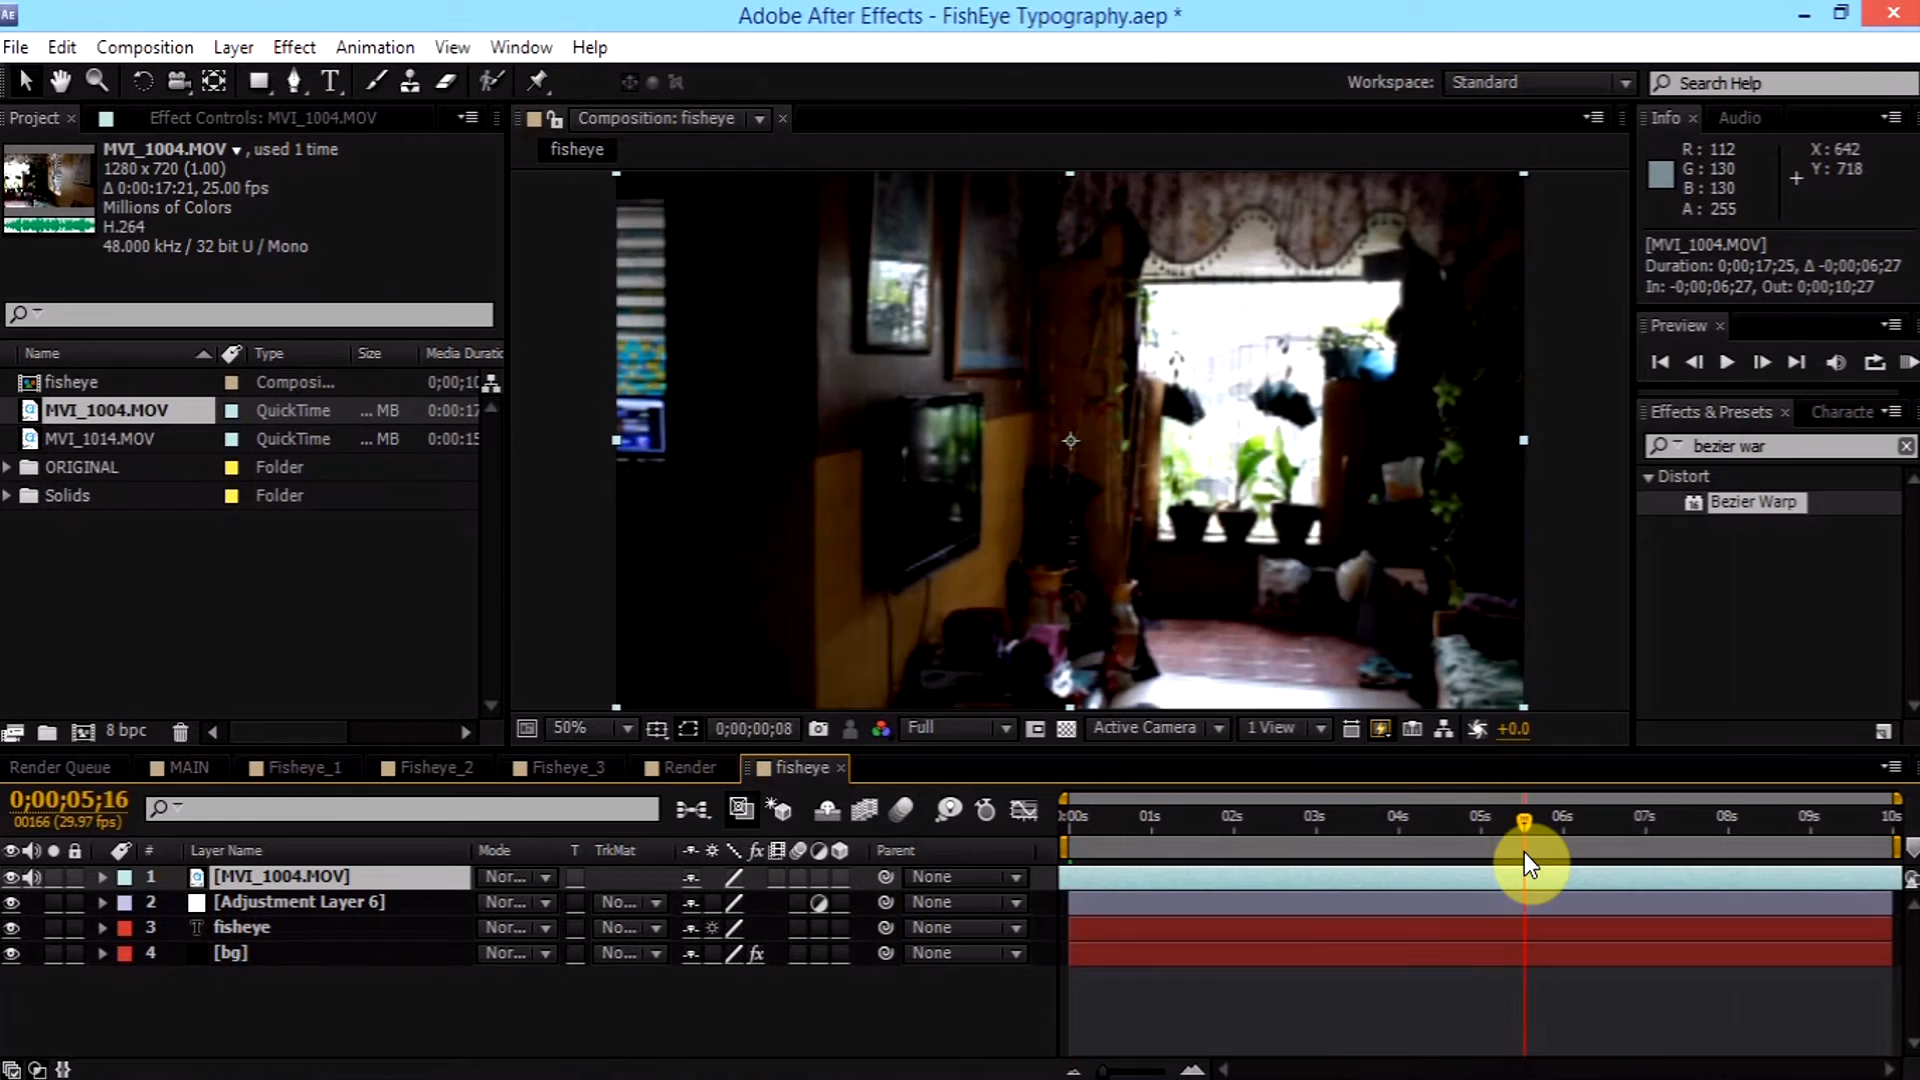 Ae
Adobe After Effects - FishEye Typography.aep *
File Edit Composition Layer Effect Animation View Window Help
T
Workspace: Standard
Search Help
Project × Effect Controls: MVI_1004.MOV
Composition: fisheye ×
Info × Audio
fisheye
MVI_1004.MOV , used 1 time
1280 x 720 (1.00)
Δ 0:00:17:21, 25.00 fps
Millions of Colors
H.264
48.000 kHz / 32 bit U / Mono
R: 112
G: 130
B: 130
A: 255
X: 642
Y: 718
[MVI_1004.MOV]
Duration: 0;00;17;25, Δ -0;00;06;27
In: -0;00;06;27, Out: 0;00;10;27
Preview ×
Effects & Presets × Characte
bezier war
Distort
Bezier Warp
Name Type Size Media Duratic
fisheye Composi... 0;00;10
MVI_1004.MOV QuickTime ... MB 0:00:17
MVI_1014.MOV QuickTime ... MB 0:00:15
ORIGINAL Folder
Solids Folder
8 bpc
50% 0;00;00;08 Full Active Camera 1 View +0.0
Render Queue MAIN Fisheye_1 Fisheye_2 Fisheye_3 Render fisheye ×
0;00;05;16
00166 (29.97 fps)
:00s 01s 02s 03s 04s 05s 06s 07s 08s 09s 10s
# Layer Name Mode T TrkMat fx Parent
1 [MVI_1004.MOV] Nor... None
2 [Adjustment Layer 6] Nor... No... None
3 T fisheye Nor... No... None
4 [bg] Nor... No... fx None